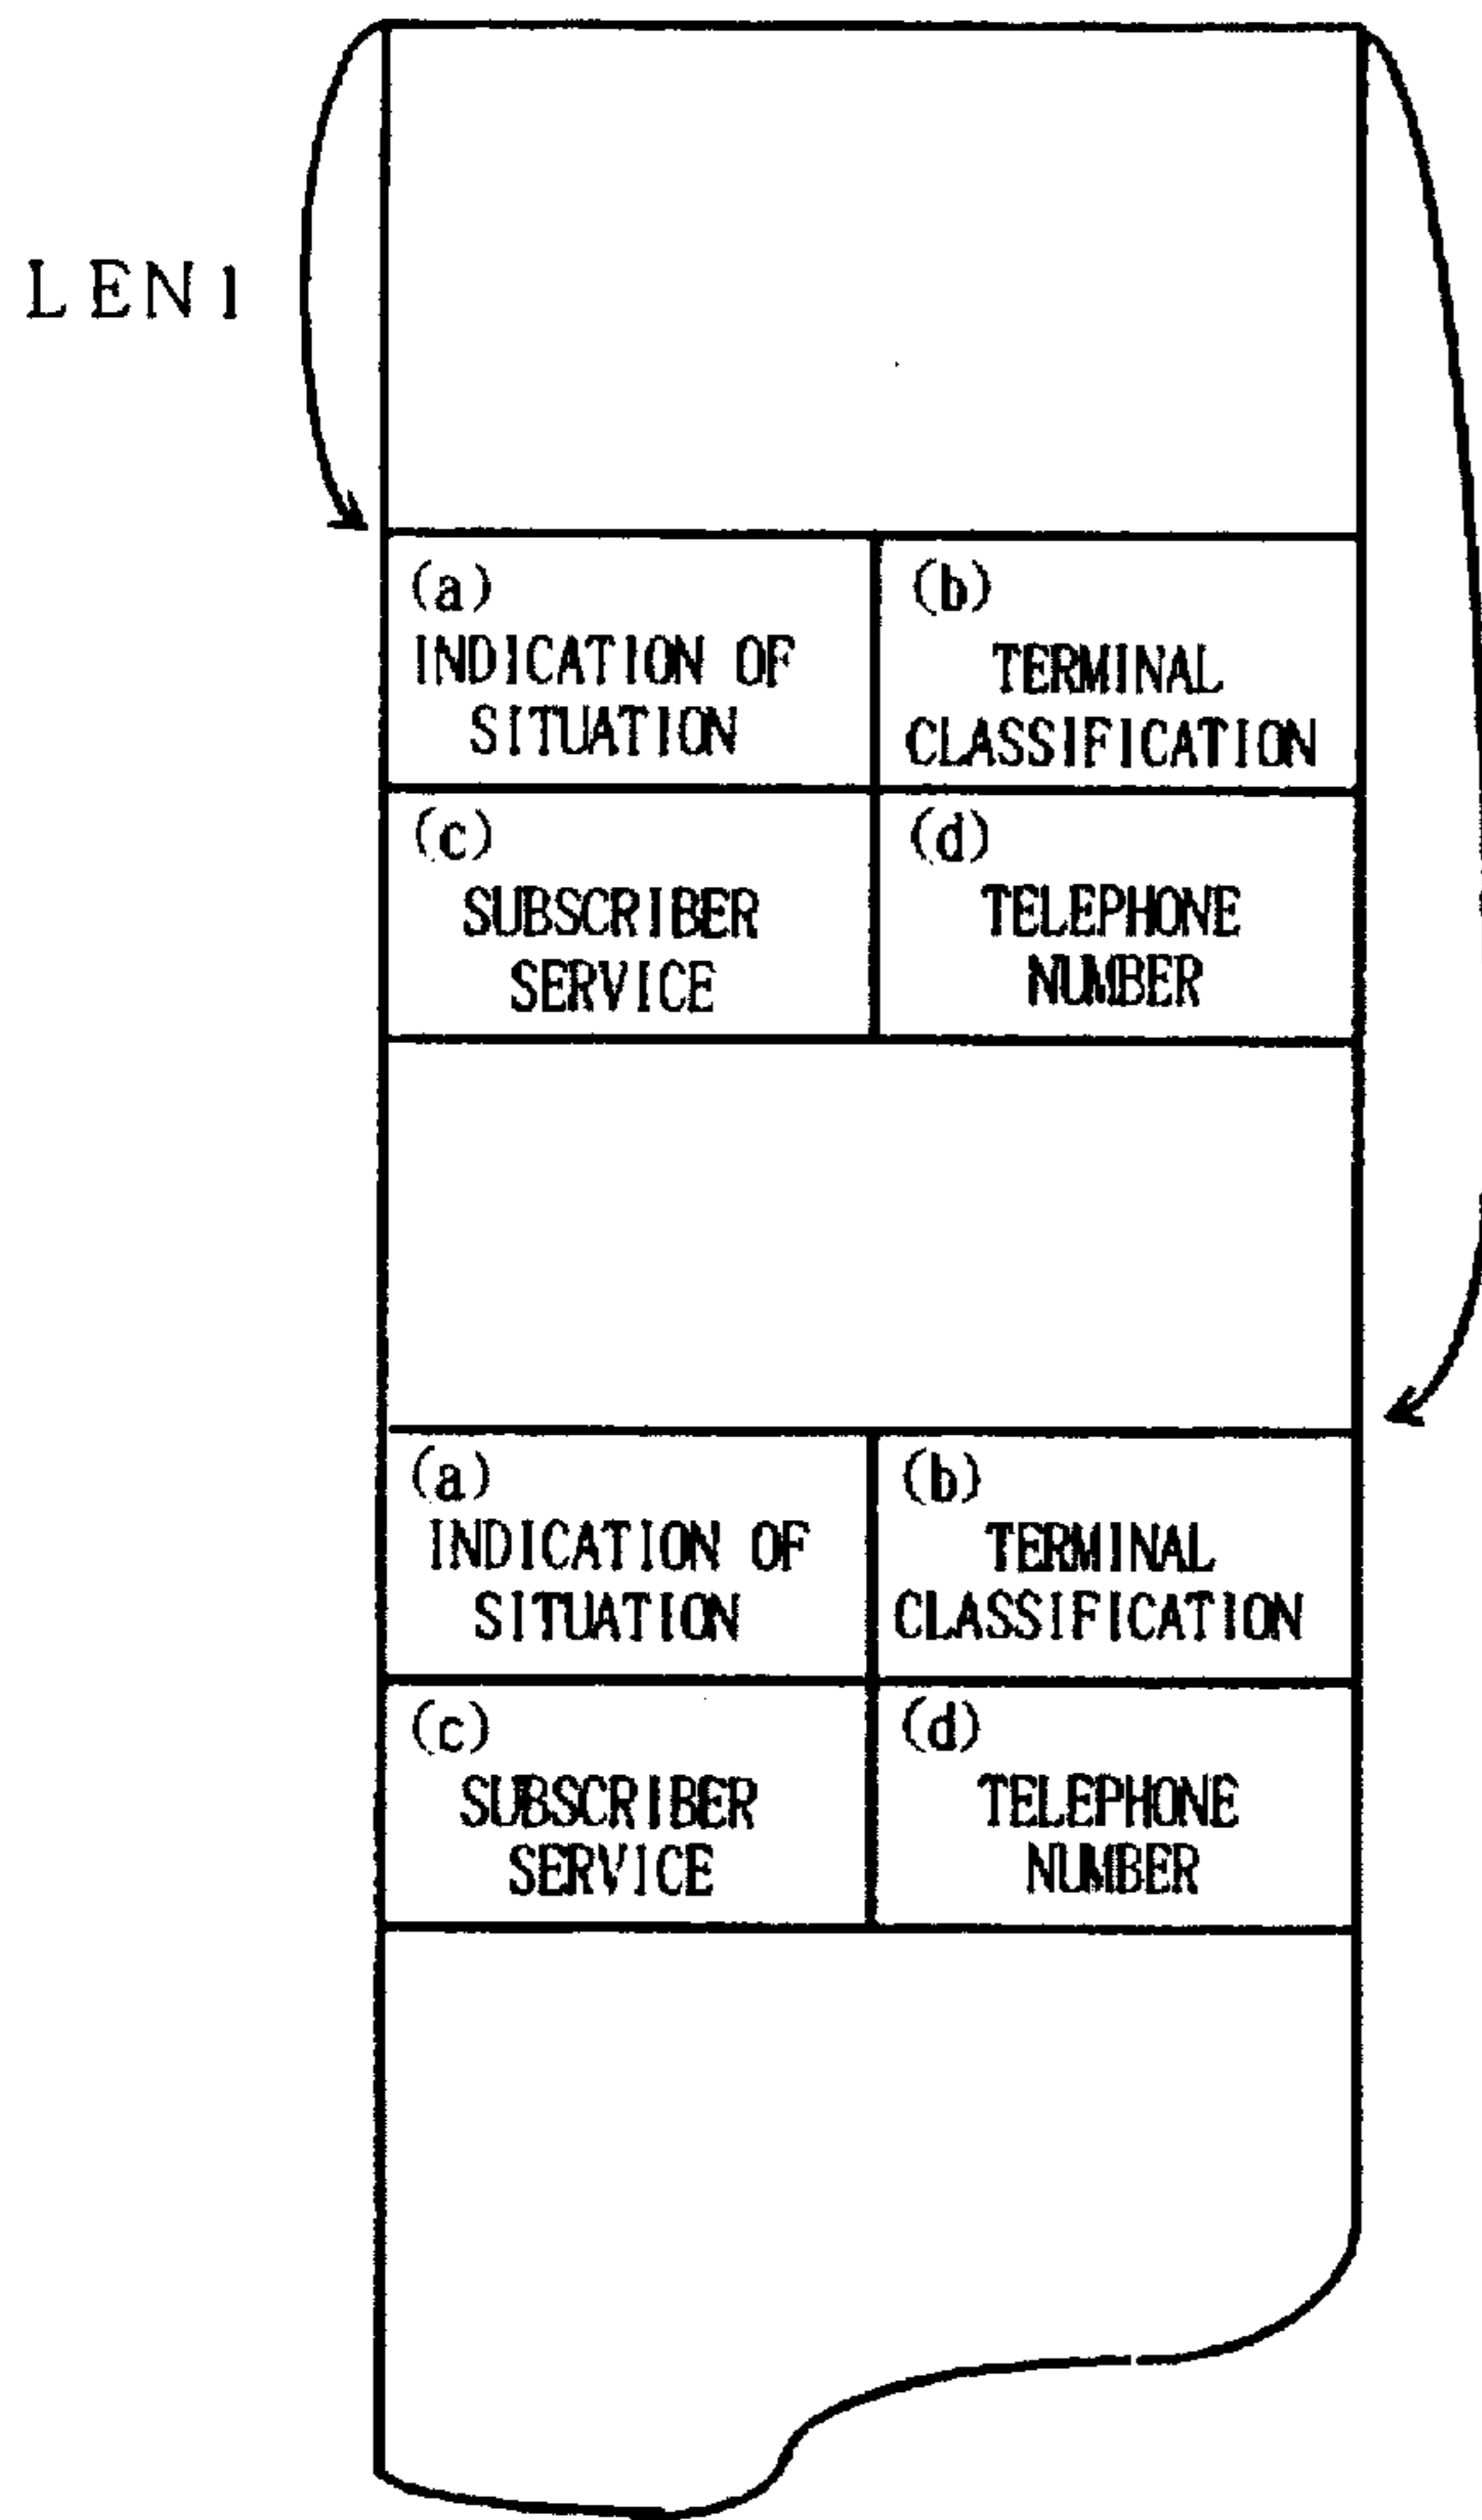 LEN1
(a)
INDICATION OF
SITUATION
(b)
TERMINAL
CLASSIFICATION
(c)
SUBSCRIBER
SERVICE
(d)
TELEPHONE
NUMBER
(a)
INDICATION OF
SITUATION
(b)
TERMINAL
CLASSIFICATION
(c)
SUBSCRIBER
SERVICE
(d)
TELEPHONE
NUMBER